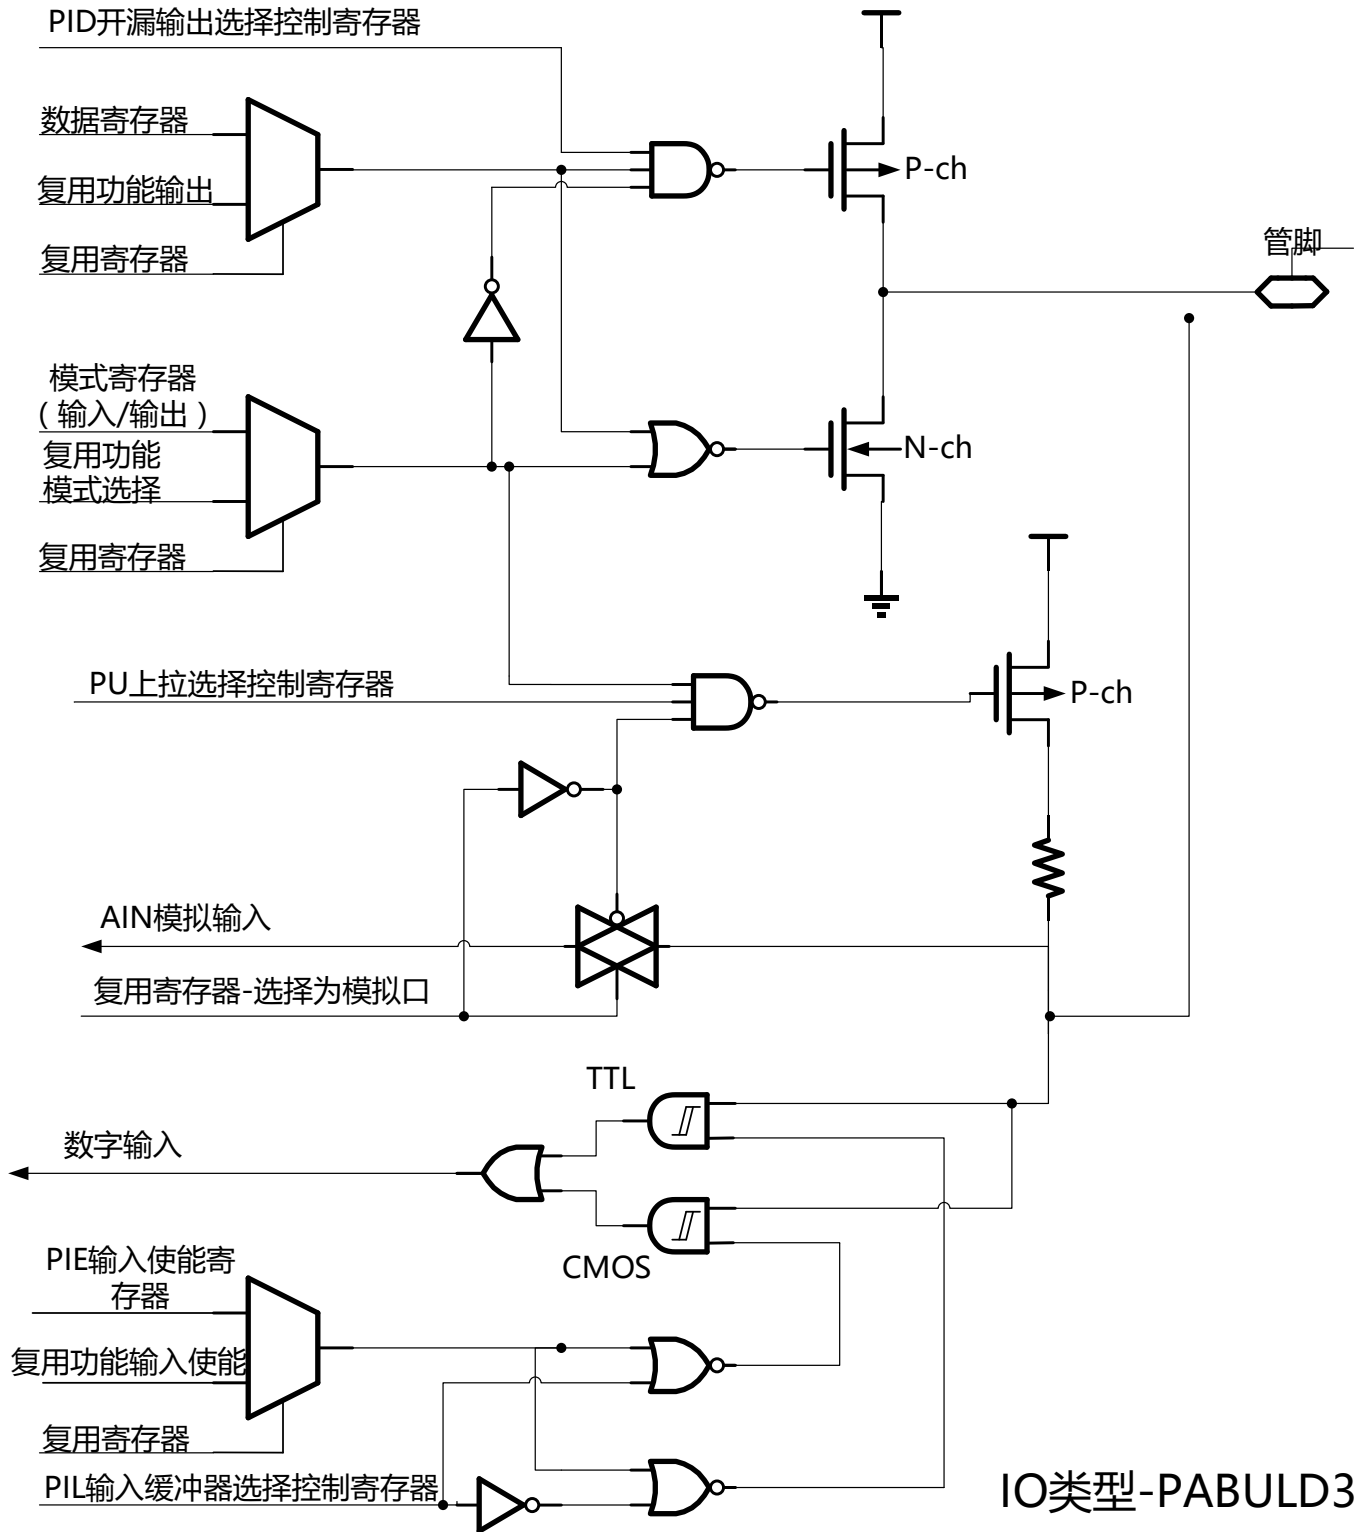 PID开漏输出选择控制寄存器
数据寄存器
复用功能输出
复用寄存器
P-ch
管脚
模式寄存器
（输入/输出）
复用功能
模式选择
复用寄存器
N-ch
PU上拉选择控制寄存器
P-ch
AIN模拟输入
复用寄存器-选择为模拟口
TTL
数字输入
CMOS
PIE输入使能寄
存器
复用功能输入使能
复用寄存器
PIL输入缓冲器选择控制寄存器
IO类型-PABULD3